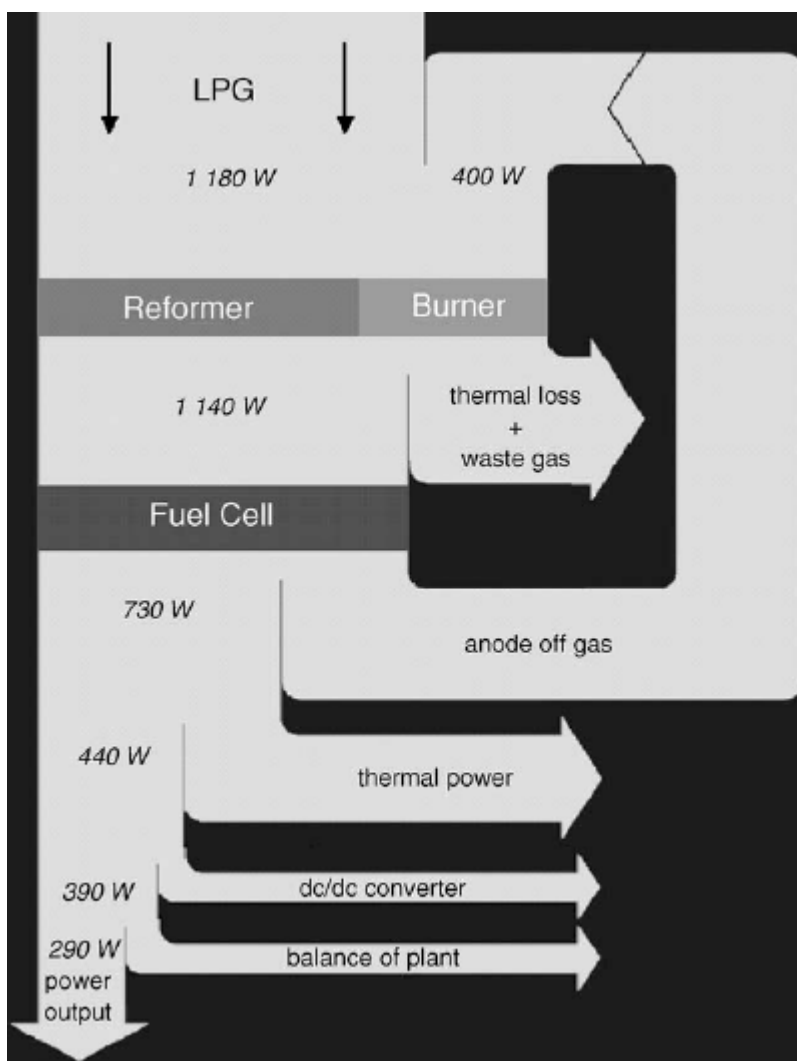 LPG
1 180 W
400 W
Reformer
Burner
1 140 W
thermal loss
+
waste gas
Fuel Cell
730 W
anode off gas
440 W
thermal power
390 W
dc/dc converter
290 W
balance of plant
power
output